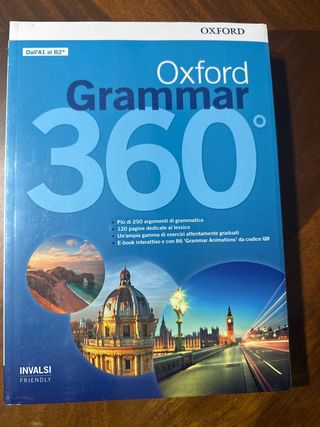 OXFORD
Dall'A1 al B2+
Oxford
Grammar
360°
• Più di 250 argomenti di grammatica
• 120 pagine dedicate al lessico
• Un'ampia gamma di esercizi attentamente graduati
• E-book interattivo e con 86 'Grammar Animations' da codice QR
INVALSI
FRIENDLY